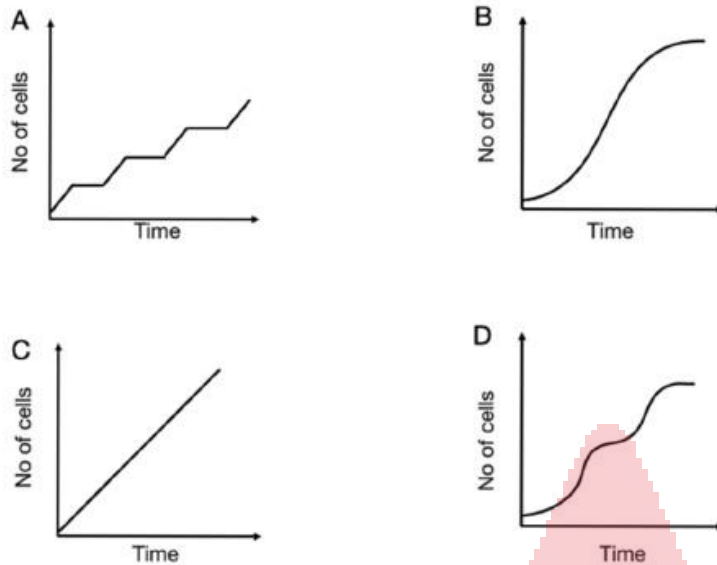 A
No of cells
Time
B
No of cells
Time
C
No of cells
Time
D
No of cells
Time